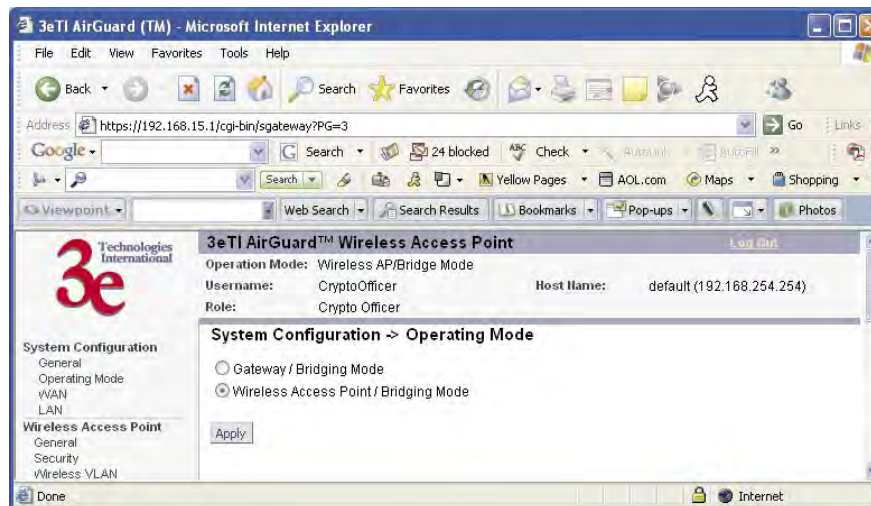 3eTI AirGuard (TM) - Microsoft Internet Explorer
File Edit View Favorites Tools Help
Back Search Favorites
Address https://192.168.15.1/cgi-bin/sgateway?PG=3 Go Links
Google Search 24 blocked ABC Check AutoLink AutoFill
Search Yellow Pages AOL.com Maps Shopping
Viewpoint Web Search Search Results Bookmarks Pop-ups Photos
3e Technologies International
3eTI AirGuard™ Wireless Access Point Log Out
Operation Mode: Wireless AP/Bridge Mode
Username: CryptoOfficer Host Name: default (192.168.254.254)
Role: Crypto Officer
System Configuration -> Operating Mode
Gateway / Bridging Mode
Wireless Access Point / Bridging Mode
Apply
System Configuration
General
Operating Mode
WAN
LAN
Wireless Access Point
General
Security
Wireless VLAN
Done Internet